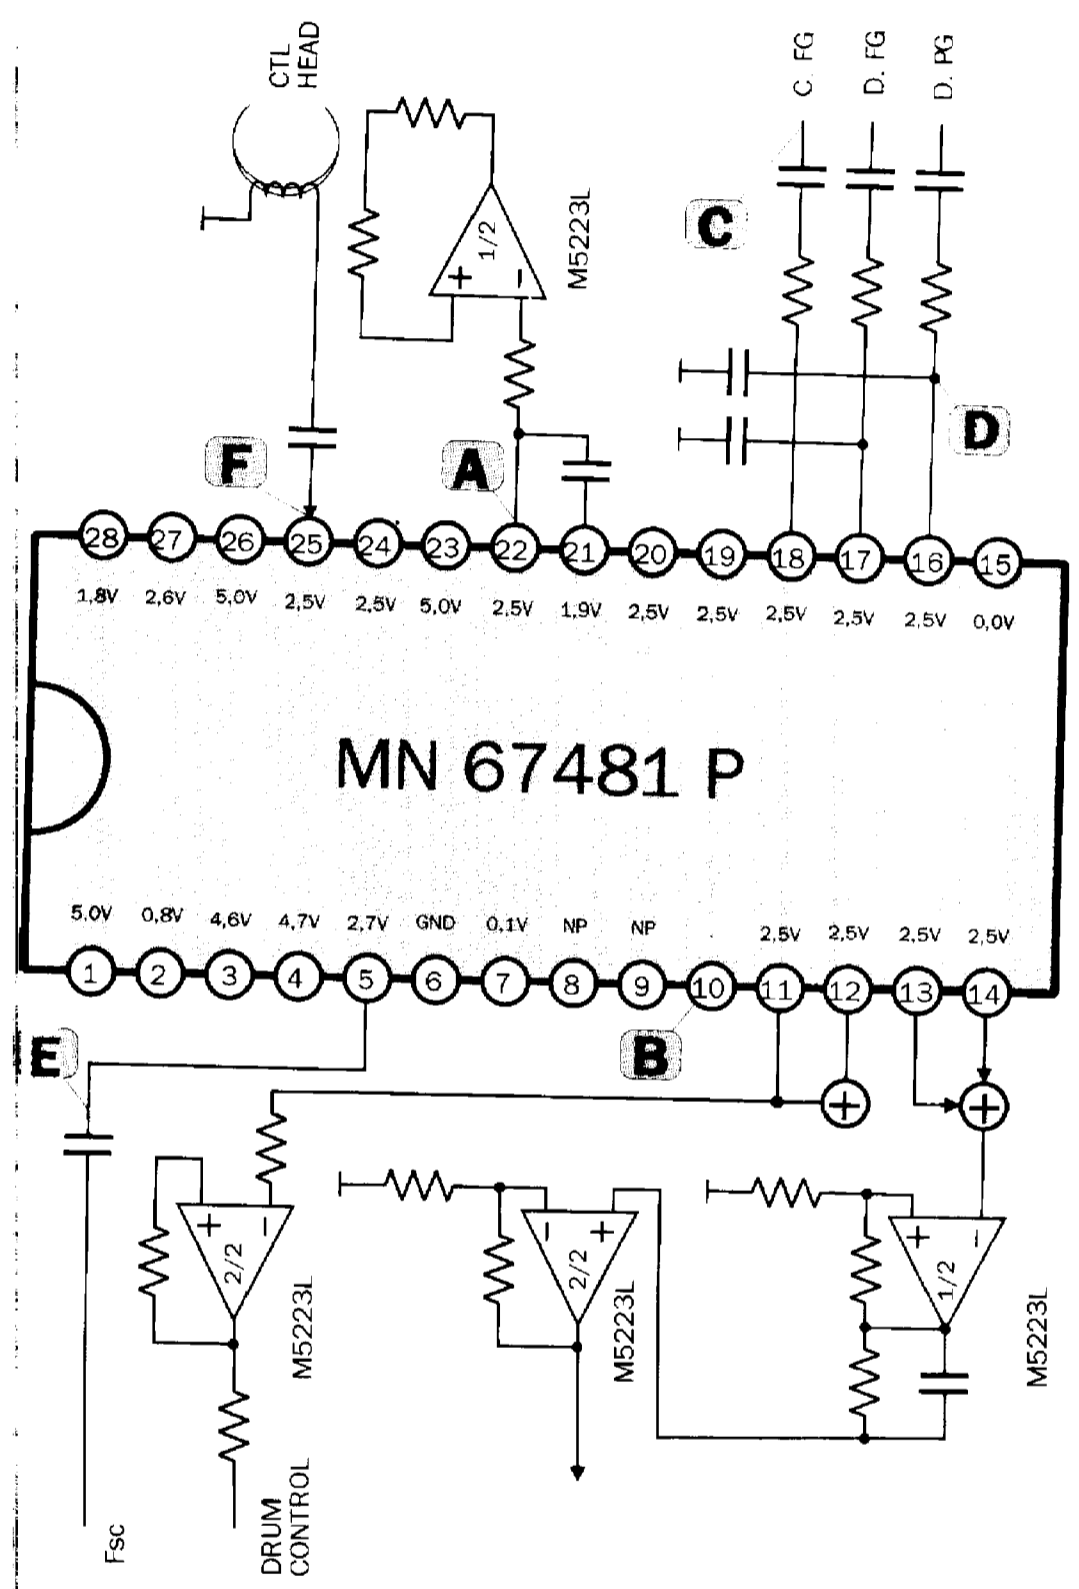 CTL
HEAD
C. FG
D. FG
D. PG
1/2
+
-
M5223L
C
D
F
A
28 27 26 25 24 23 22 21 20 19 18 17 16 15
1,8V 2,6V 5,0V 2,5V 2,5V 5,0V 2,5V 1,9V 2,5V 2,5V 2,5V 2,5V 2,5V 0,0V
MN 67481 P
5,0V 0,8V 4,6V 4,7V 2,7V GND 0,1V NP NP 2,5V 2,5V 2,5V 2,5V
1 2 3 4 5 6 7 8 9 10 11 12 13 14
E
B
+
+
+ -
2/2
M5223L
- +
2/2
M5223L
+ -
1/2
M5223L
Fsc
DRUM
CONTROL